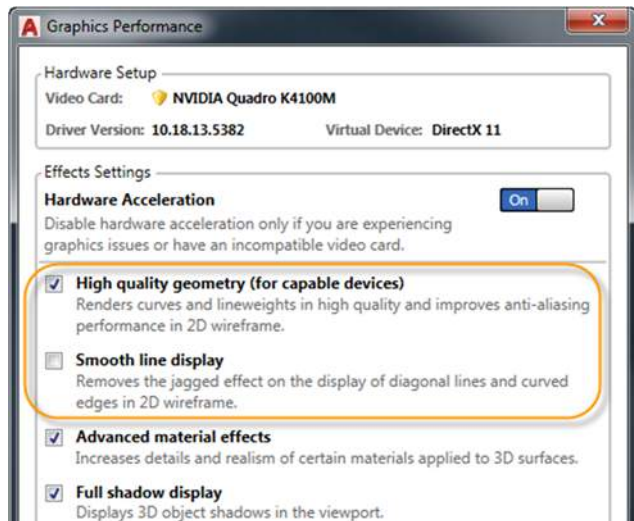 A Graphics Performance
Hardware Setup
Video Card: NVIDIA Quadro K4100M
Driver Version: 10.18.13.5382 Virtual Device: DirectX 11
Effects Settings
Hardware Acceleration On
Disable hardware acceleration only if you are experiencing
graphics issues or have an incompatible video card.
High quality geometry (for capable devices)
Renders curves and lineweights in high quality and improves anti-aliasing
performance in 2D wireframe.
Smooth line display
Removes the jagged effect on the display of diagonal lines and curved
edges in 2D wireframe.
Advanced material effects
Increases details and realism of certain materials applied to 3D surfaces.
Full shadow display
Displays 3D object shadows in the viewport.